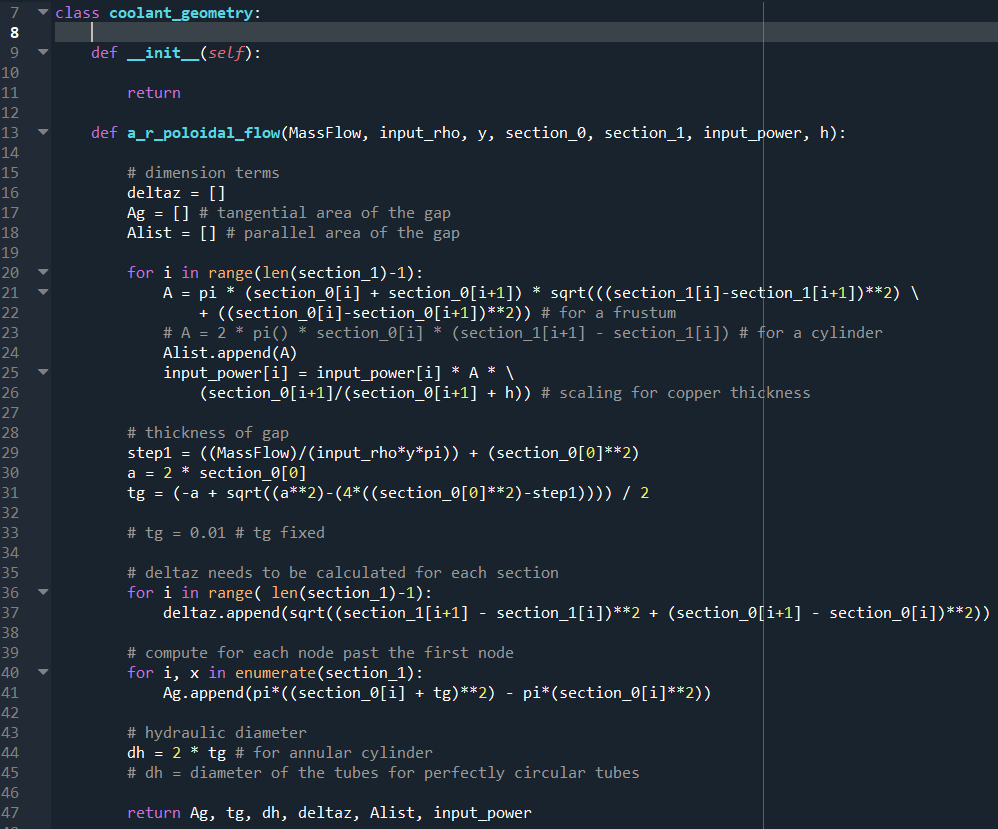 7 class coolant_geometry:
8
9     def __init__(self):
10
11         return
12
13     def a_r_poloidal_flow(MassFlow, input_rho, y, section_0, section_1, input_power, h):
14
15         # dimension terms
16         deltaz = []
17         Ag = [] # tangential area of the gap
18         Alist = [] # parallel area of the gap
19
20         for i in range(len(section_1)-1):
21             A = pi * (section_0[i] + section_0[i+1]) * sqrt(((section_1[i]-section_1[i+1])**2) \
22                 + ((section_0[i]-section_0[i+1])**2)) # for a frustum
23             # A = 2 * pi() * section_0[i] * (section_1[i+1] - section_1[i]) # for a cylinder
24             Alist.append(A)
25             input_power[i] = input_power[i] * A * \
26                 (section_0[i+1]/(section_0[i+1] + h)) # scaling for copper thickness
27
28         # thickness of gap
29         step1 = ((MassFlow)/(input_rho*y*pi)) + (section_0[0]**2)
30         a = 2 * section_0[0]
31         tg = (-a + sqrt((a**2)-(4*((section_0[0]**2)-step1)))) / 2
32
33         # tg = 0.01 # tg fixed
34
35         # deltaz needs to be calculated for each section
36         for i in range( len(section_1)-1):
37             deltaz.append(sqrt((section_1[i+1] - section_1[i])**2 + (section_0[i+1] - section_0[i])**2))
38
39         # compute for each node past the first node
40         for i, x in enumerate(section_1):
41             Ag.append(pi*((section_0[i] + tg)**2) - pi*(section_0[i]**2))
42
43         # hydraulic diameter
44         dh = 2 * tg # for annular cylinder
45         # dh = diameter of the tubes for perfectly circular tubes
46
47         return Ag, tg, dh, deltaz, Alist, input_power